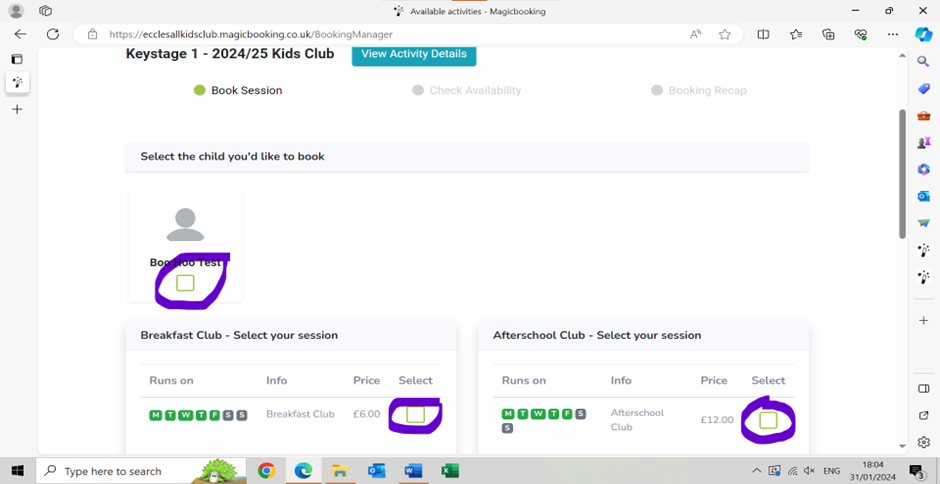 Available activities - Magicbooking
https://ecclesallkidsclub.magicbooking.co.uk/BookingManager
Keystage 1 - 2024/25 Kids Club
View Activity Details
Book Session
Check Availability
Booking Recap
Select the child you'd like to book
Boo Hoo Test
Breakfast Club - Select your session
Afterschool Club - Select your session
Runs on Info Price Select
Runs on Info Price Select
M T W T F S S Breakfast Club £6.00
M T W T F S Afterschool £12.00
S Club
Type here to search
ENG
18:04
31/01/2024
3